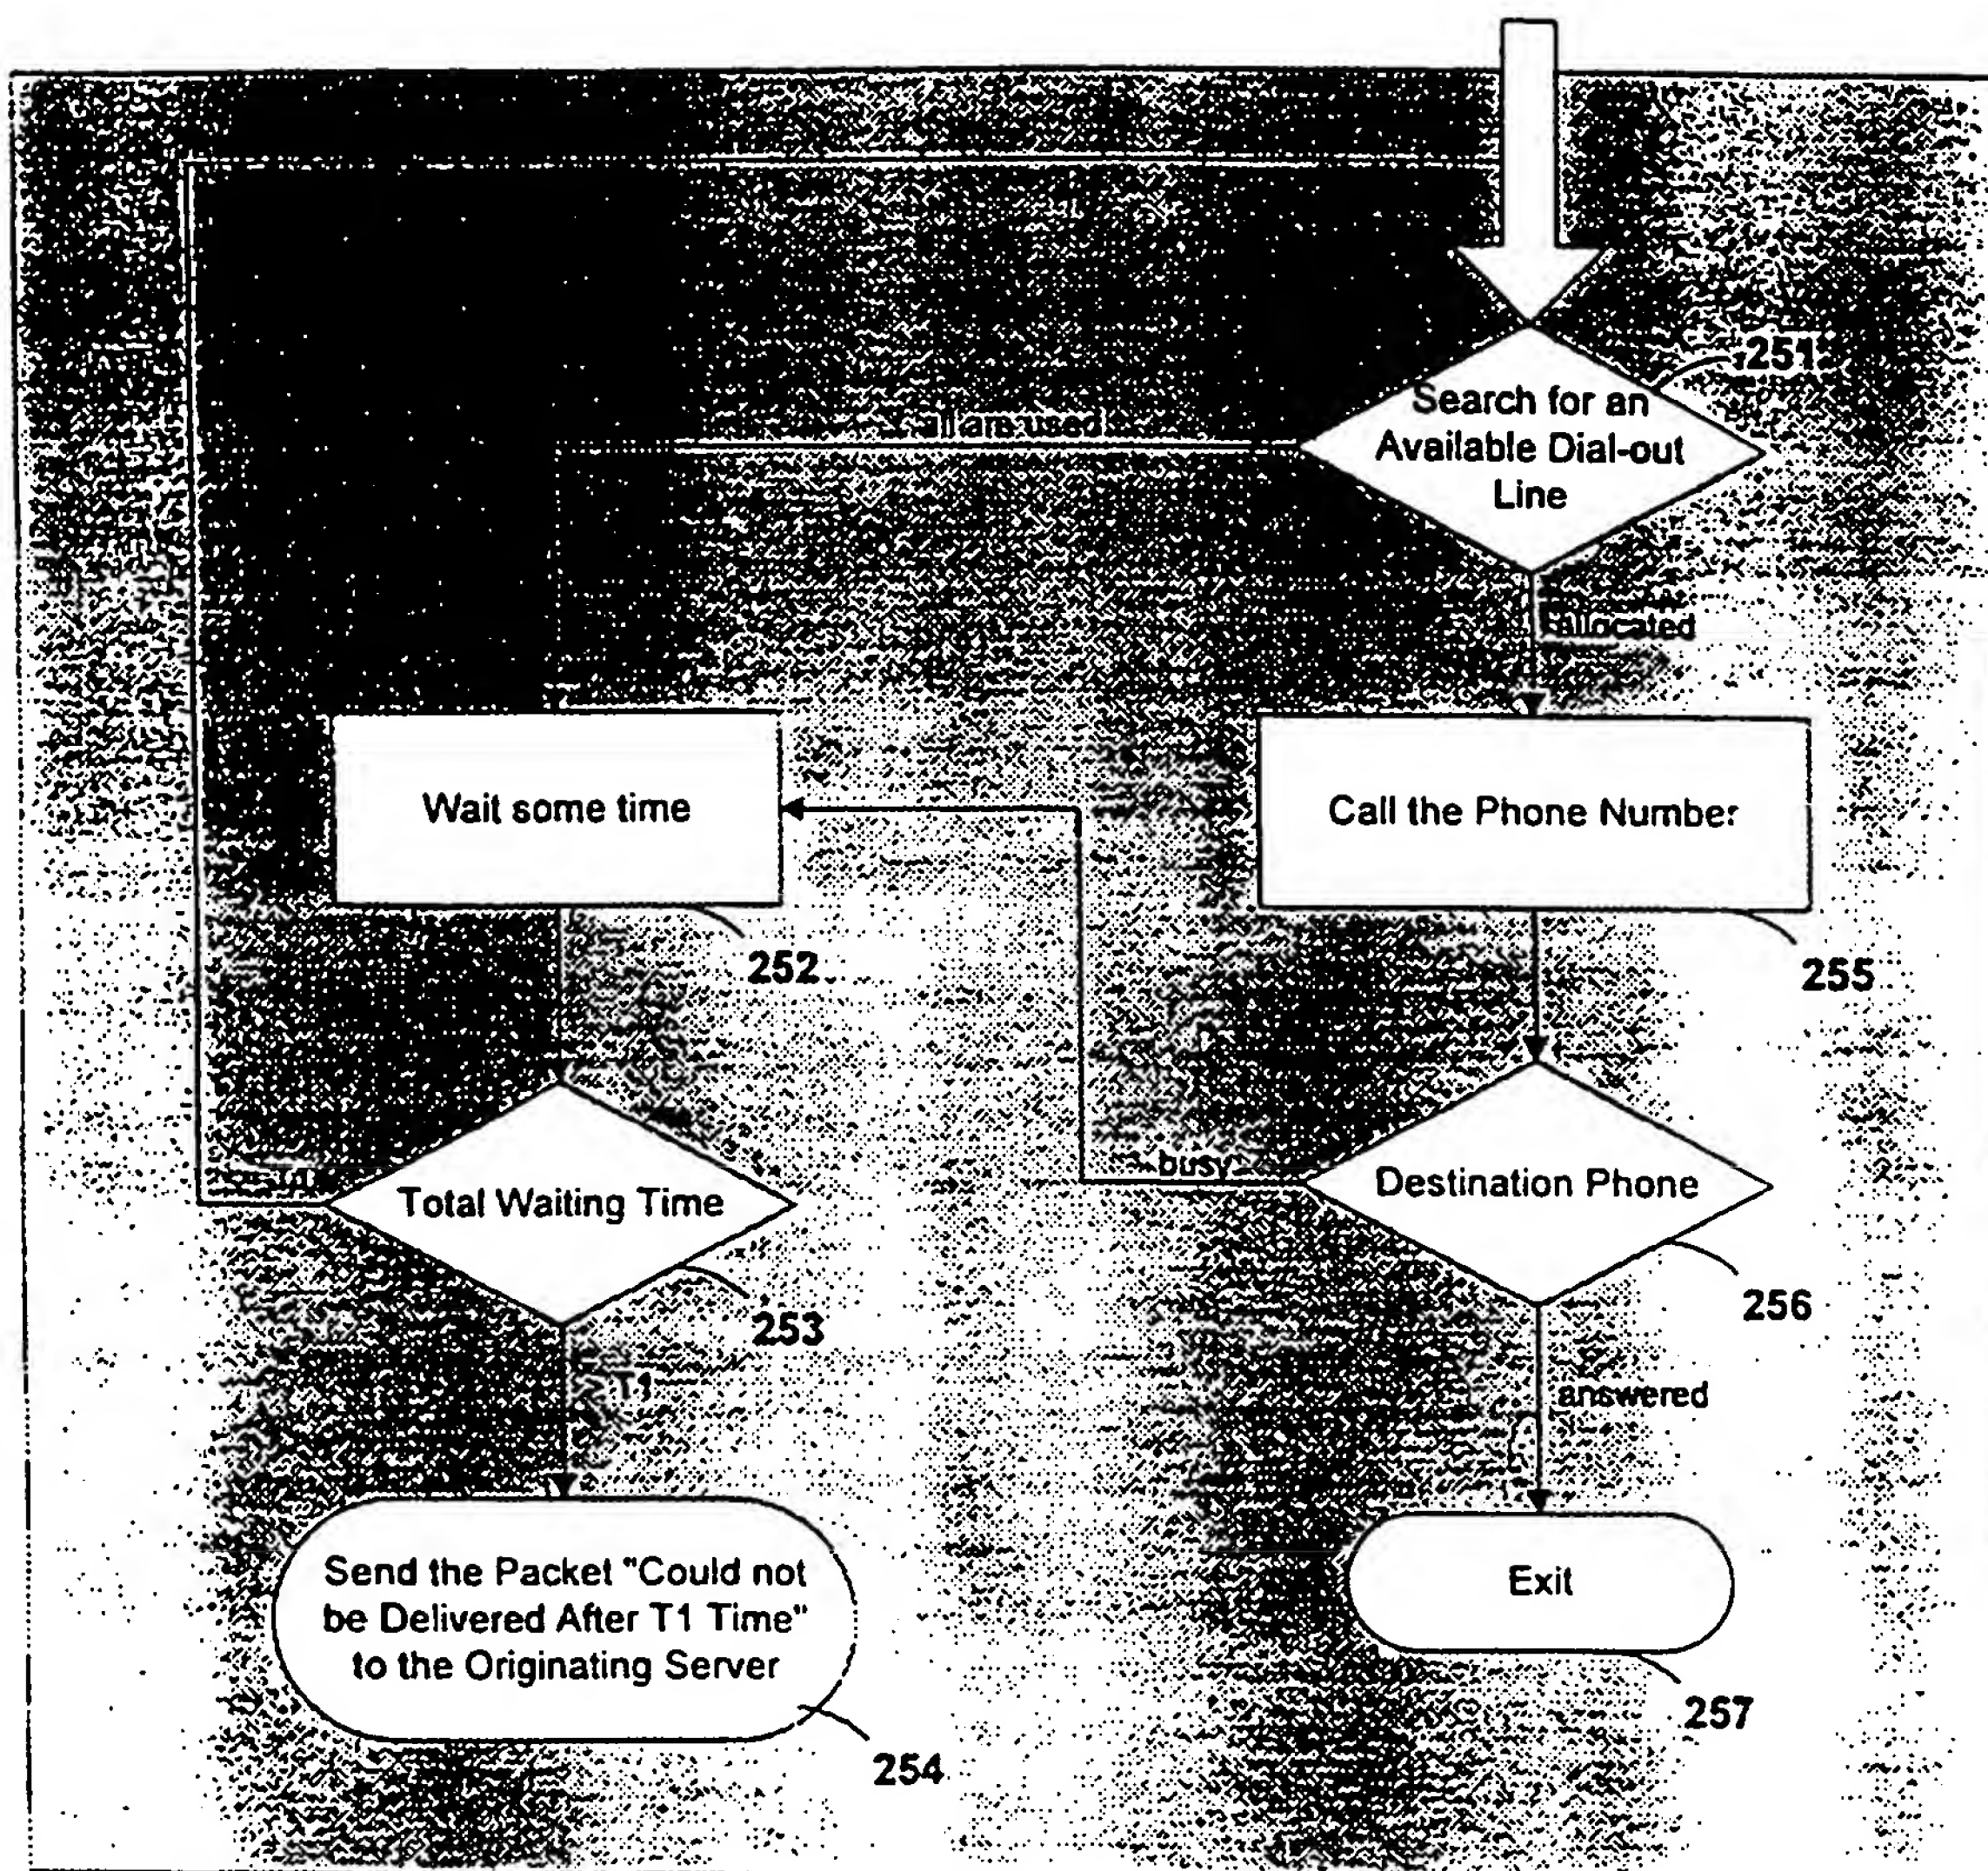 251
Search for an
Available Dial-out
Line
all are used
allocated
Wait some time
252
Call the Phone Number
255
Total Waiting Time
253
busy
Destination Phone
256
T1
answered
Send the Packet "Could not
be Delivered After T1 Time"
to the Originating Server
254
Exit
257